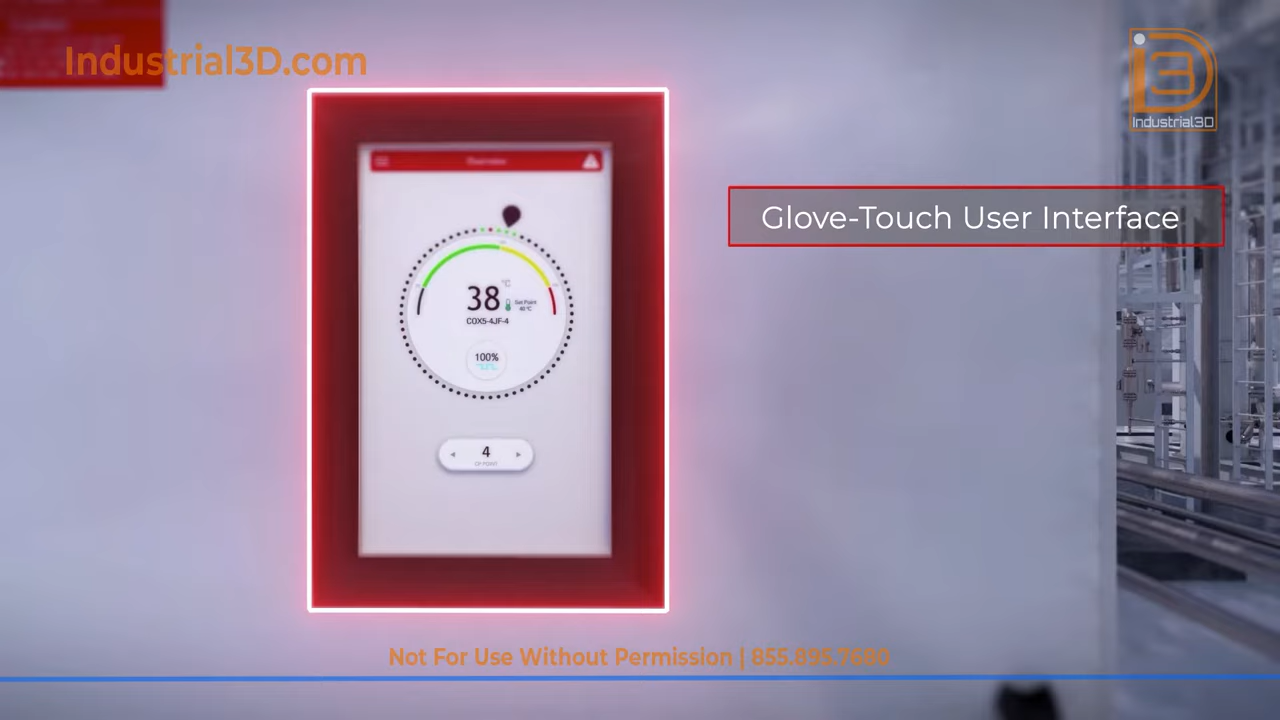 Industrial3D.com
Industrial3D
Glove-Touch User Interface
Overview
°C
38
Set Point
40 °C
COX5-4JF-4
100%
4
Not For Use Without Permission | 855.895.7680